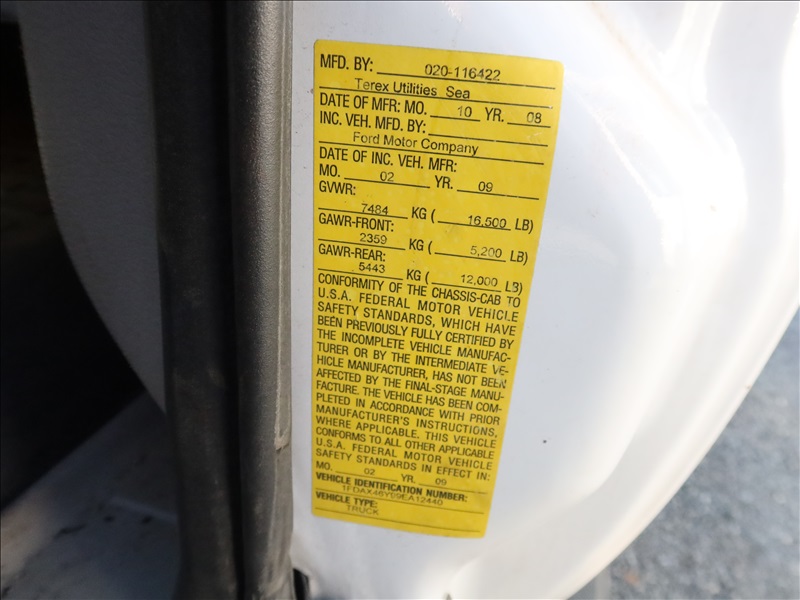 MFD. BY: 020-116422
Terex Utilities Sea
DATE OF MFR: MO. 10 YR. 08
INC. VEH. MFD. BY:
Ford Motor Company
DATE OF INC. VEH. MFR:
MO. 02 YR. 09
GVWR:
7484 KG ( 16,500 LB)
GAWR-FRONT:
2359 KG ( 5,200 LB)
GAWR-REAR:
5443 KG ( 12,000 LB)
CONFORMITY OF THE CHASSIS-CAB TO
U.S.A. FEDERAL MOTOR VEHICLE
SAFETY STANDARDS, WHICH HAVE
BEEN PREVIOUSLY FULLY CERTIFIED BY
THE INCOMPLETE VEHICLE MANUFAC-
TURER OR BY THE INTERMEDIATE VE-
HICLE MANUFACTURER, HAS NOT BEEN
AFFECTED BY THE FINAL-STAGE MANU-
FACTURE. THE VEHICLE HAS BEEN COM-
PLETED IN ACCORDANCE WITH PRIOR
MANUFACTURER'S INSTRUCTIONS,
WHERE APPLICABLE. THIS VEHICLE
CONFORMS TO ALL OTHER APPLICABLE
U.S.A. FEDERAL MOTOR VEHICLE
SAFETY STANDARDS IN EFFECT IN:
MO. 02 YR. 09
VEHICLE IDENTIFICATION NUMBER:
1FDAX46Y69EA12440
VEHICLE TYPE:
TRUCK